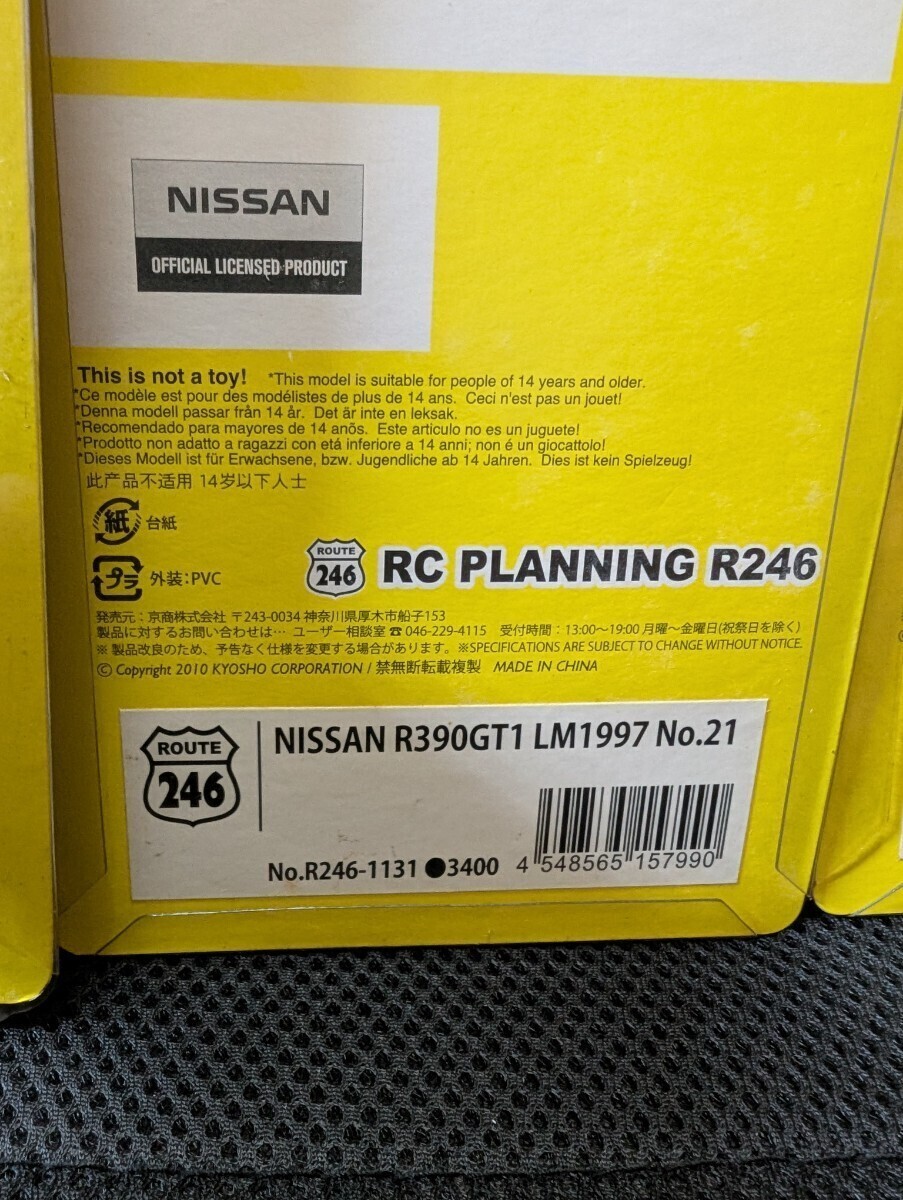 NISSAN
OFFICIAL LICENSED PRODUCT
This is not a toy! *This model is suitable for people of 14 years and older.
*Ce modèle est pour des modélistes de plus de 14 ans. Ceci n'est pas un jouet!
*Denna modell passar från 14 år. Det är inte en leksak.
*Recomendado para mayores de 14 anõs. Este articulo no es un juguete!
*Prodotto non adatto a ragazzi con etá inferiore a 14 anni; non é un giocattolo!
*Dieses Modell ist für Erwachsene, bzw. Jugendliche ab 14 Jahren. Dies ist kein Spielzeug!
此产品不适用 14岁以下人士
紙 台紙
プラ 外装:PVC
ROUTE
246
RC PLANNING R246
発売元:京商株式会社 〒243-0034 神奈川県厚木市船子153
製品に対するお問い合わせは… ユーザー相談室 ☎ 046-229-4115 受付時間:13:00〜19:00 月曜〜金曜日(祝祭日を除く)
※ 製品改良のため、予告なく仕様を変更する場合があります。※SPECIFICATIONS ARE SUBJECT TO CHANGE WITHOUT NOTICE.
© Copyright 2010 KYOSHO CORPORATION / 禁無断転載複製 MADE IN CHINA
ROUTE
246
NISSAN R390GT1 LM1997 No.21
No.R246-1131 ●3400
4 548565 157990